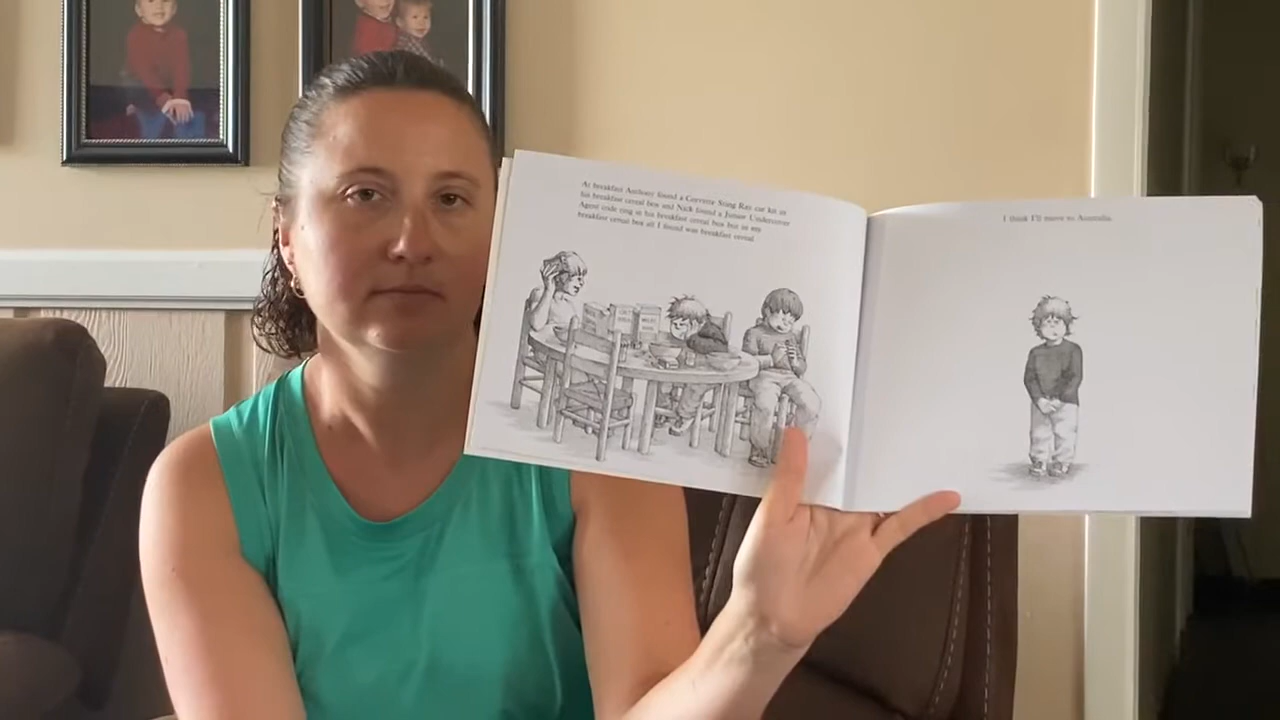 At breakfast Anthony found a Corvette Sting Ray car kit in
his breakfast cereal box and Nick found a Junior Undercover
Agent code ring in his breakfast cereal box but in my
breakfast cereal box all I found was breakfast cereal.
I think I'll move to Australia.